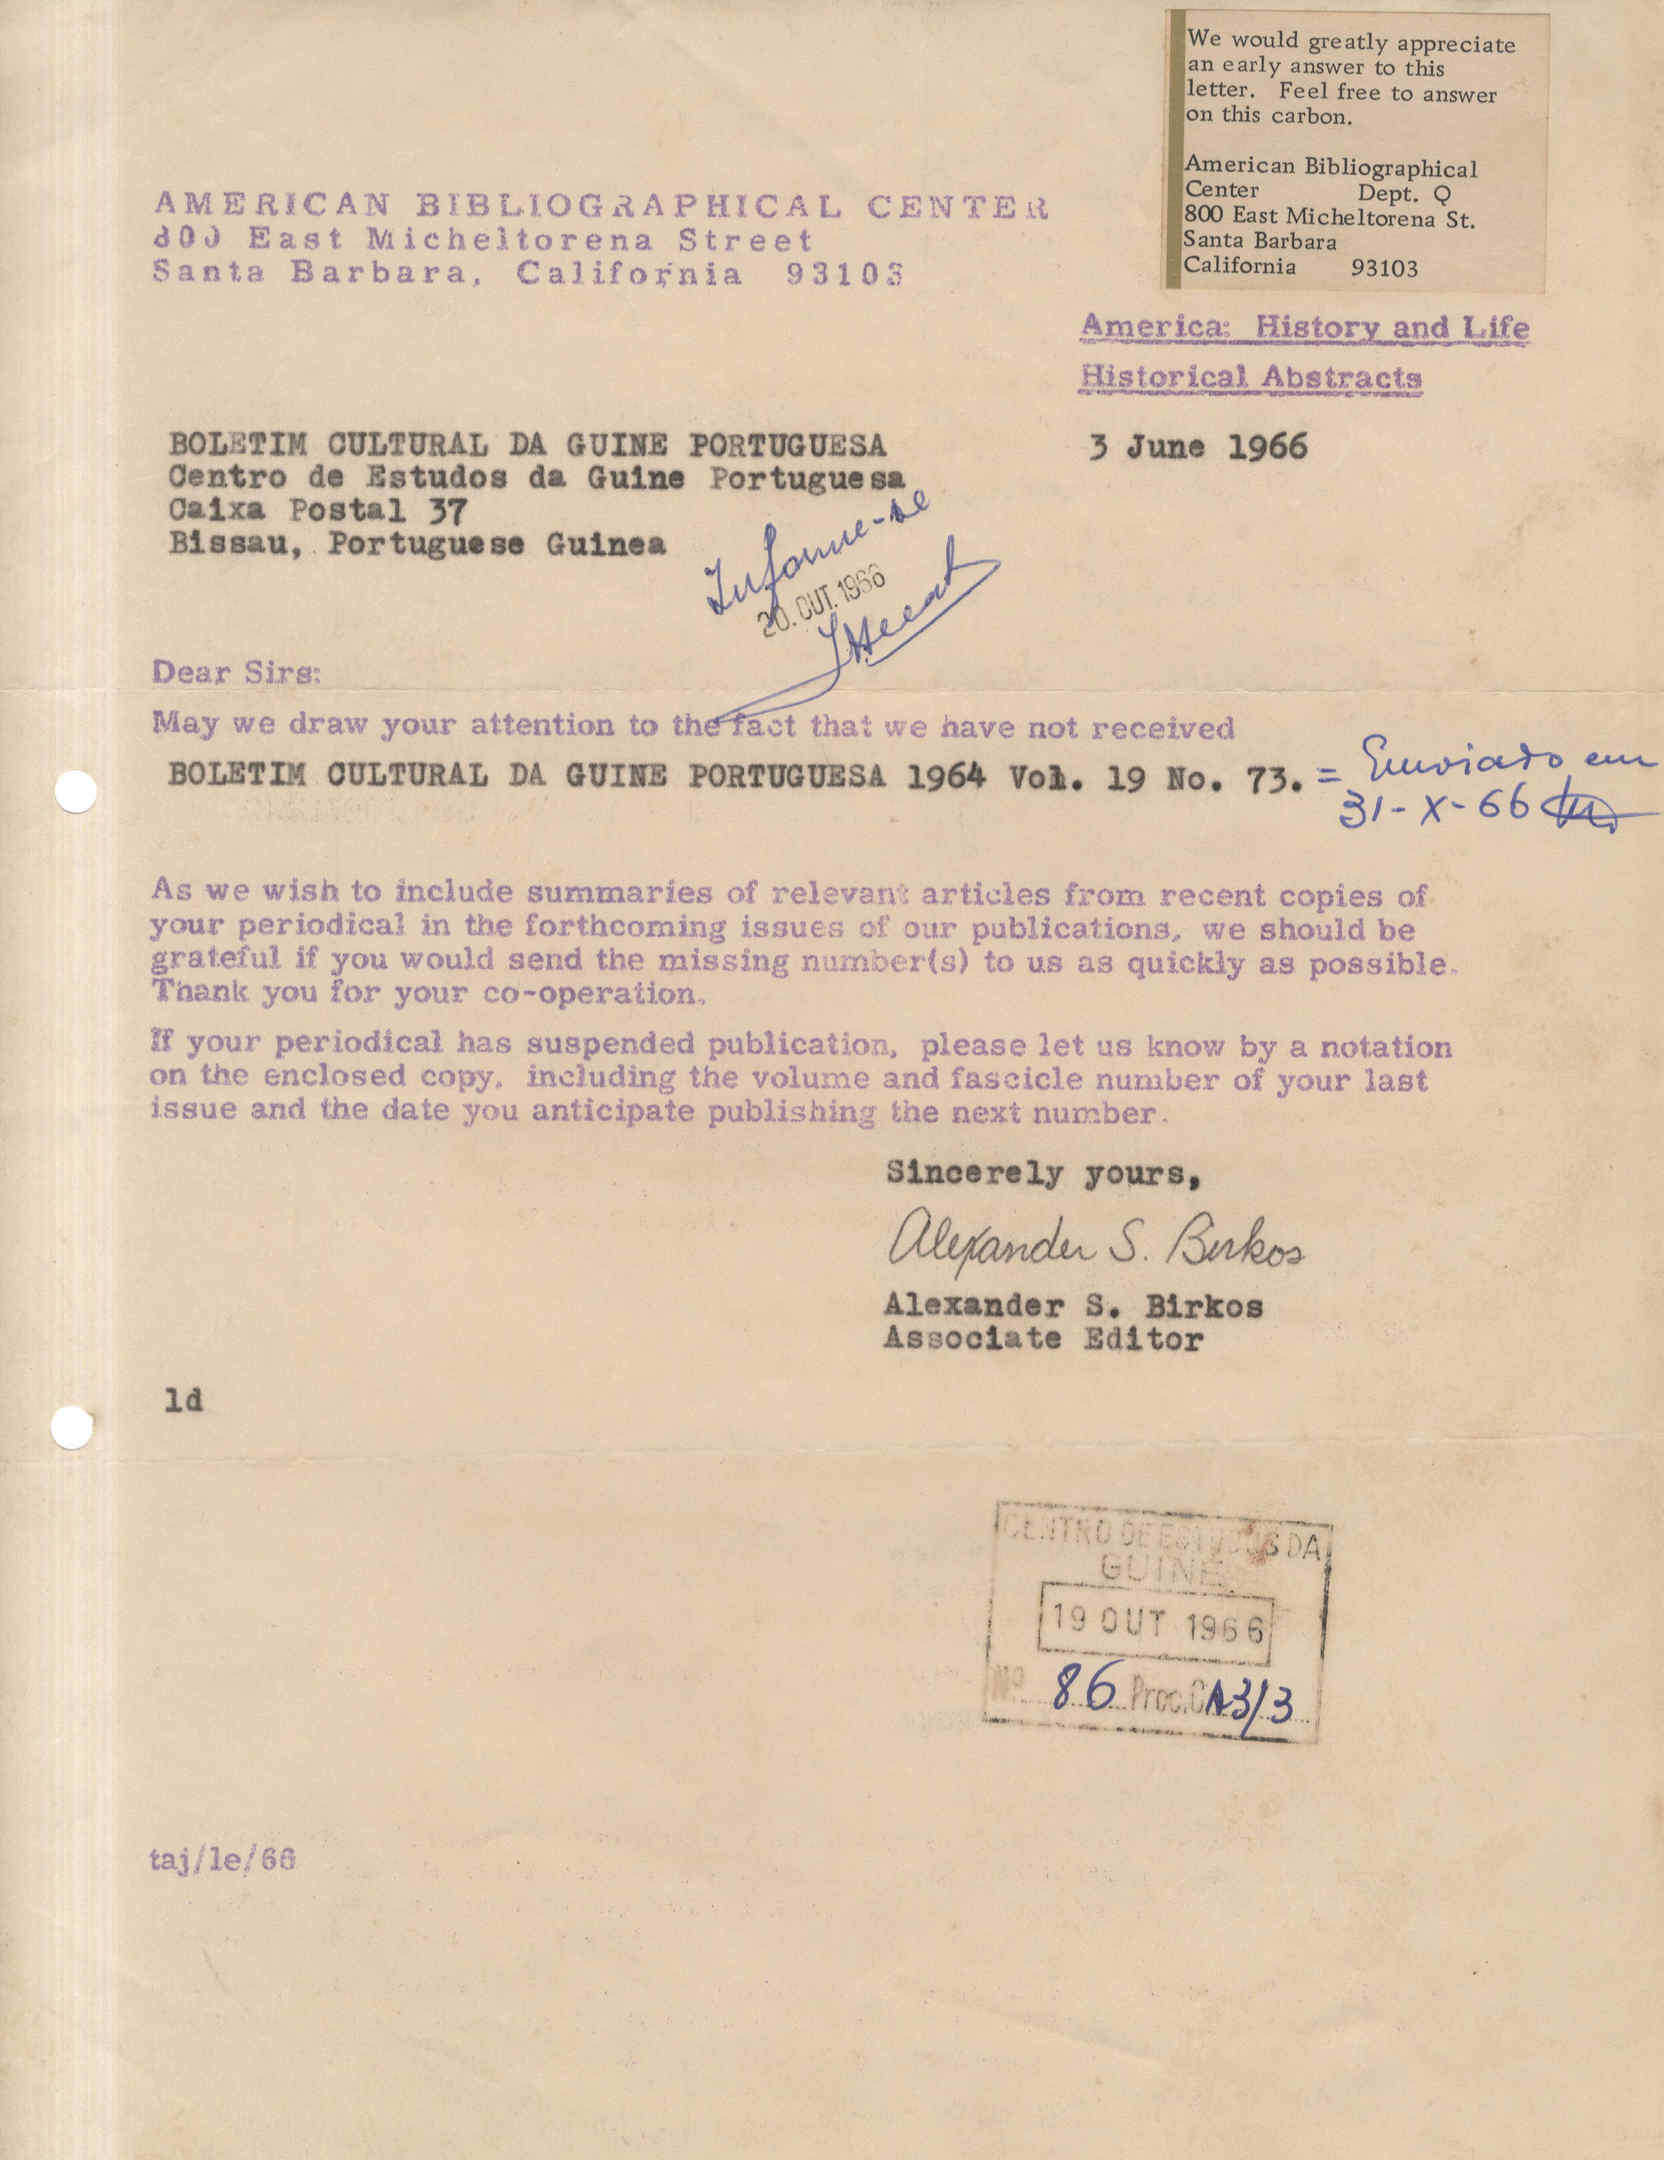 We would greatly appreciate
an early answer to this
letter. Feel free to answer
on this carbon.
American Bibliographical
Center Dept. Q
800 East Micheltorena St.
Santa Barbara
California 93103
AMERICAN BIBLIOGRAPHICAL CENTER
800 East Micheltorena Street
Santa Barbara, California 93103
America: History and Life
Historical Abstracts
BOLETIM CULTURAL DA GUINE PORTUGUESA
3 June 1966
Centro de Estudos da Guine Portuguesa
Caixa Postal 37
Bissau, Portuguese Guinea
Informe-se
20. OUT. 1966
Dear Sirs:
May we draw your attention to the fact that we have not received
BOLETIM CULTURAL DA GUINE PORTUGUESA 1964 Vol. 19 No. 73. = Enviado em
31-X-66
As we wish to include summaries of relevant articles from recent copies of
your periodical in the forthcoming issues of our publications, we should be
grateful if you would send the missing number(s) to us as quickly as possible.
Thank you for your co-operation.
If your periodical has suspended publication, please let us know by a notation
on the enclosed copy, including the volume and fascicle number of your last
issue and the date you anticipate publishing the next number.
Sincerely yours,
Alexander S. Birkos
Alexander S. Birkos
Associate Editor
ld
CENTRO DE ESTUDOS DA
GUINÉ
19 OUT 1966
Nº 86 Proc. CA3/3
taj/le/66